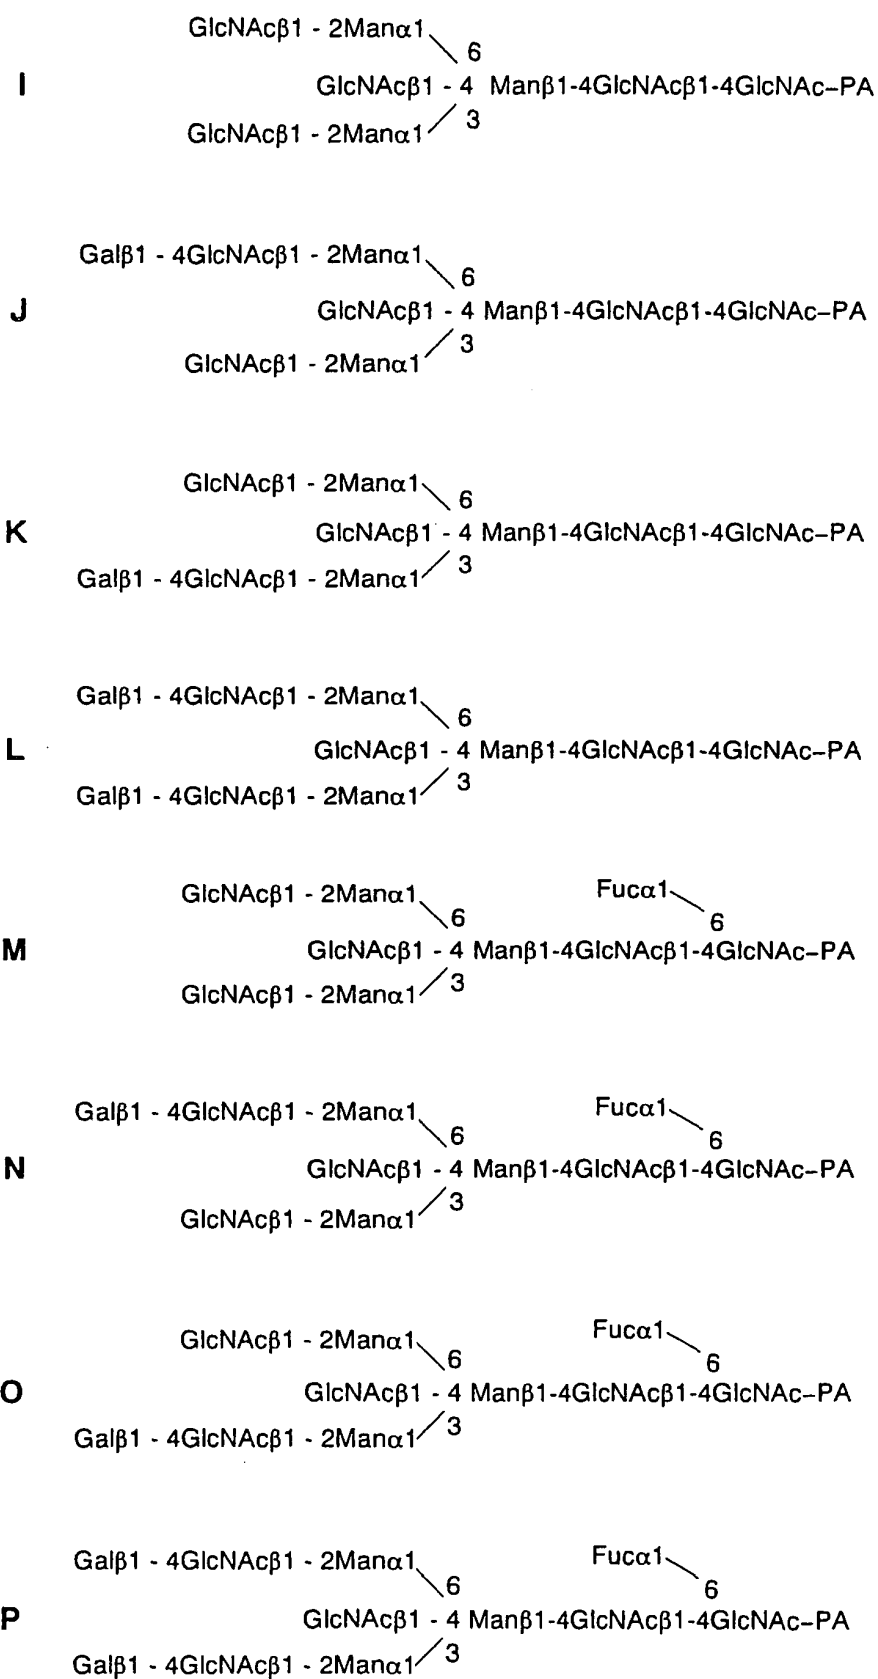 GlcNAcβ1 - 2Manα1
6
I GlcNAcβ1 - 4 Manβ1-4GlcNAcβ1-4GlcNAc–PA
3
GlcNAcβ1 - 2Manα1
Galβ1 - 4GlcNAcβ1 - 2Manα1
6
J GlcNAcβ1 - 4 Manβ1-4GlcNAcβ1-4GlcNAc–PA
3
GlcNAcβ1 - 2Manα1
GlcNAcβ1 - 2Manα1
6
K GlcNAcβ1 - 4 Manβ1-4GlcNAcβ1-4GlcNAc–PA
3
Galβ1 - 4GlcNAcβ1 - 2Manα1
Galβ1 - 4GlcNAcβ1 - 2Manα1
6
L GlcNAcβ1 - 4 Manβ1-4GlcNAcβ1-4GlcNAc–PA
3
Galβ1 - 4GlcNAcβ1 - 2Manα1
GlcNAcβ1 - 2Manα1 Fucα1
6 6
M GlcNAcβ1 - 4 Manβ1-4GlcNAcβ1-4GlcNAc–PA
3
GlcNAcβ1 - 2Manα1
Galβ1 - 4GlcNAcβ1 - 2Manα1 Fucα1
6 6
N GlcNAcβ1 - 4 Manβ1-4GlcNAcβ1-4GlcNAc–PA
3
GlcNAcβ1 - 2Manα1
GlcNAcβ1 - 2Manα1 Fucα1
6 6
O GlcNAcβ1 - 4 Manβ1-4GlcNAcβ1-4GlcNAc–PA
3
Galβ1 - 4GlcNAcβ1 - 2Manα1
Galβ1 - 4GlcNAcβ1 - 2Manα1 Fucα1
6 6
P GlcNAcβ1 - 4 Manβ1-4GlcNAcβ1-4GlcNAc–PA
3
Galβ1 - 4GlcNAcβ1 - 2Manα1